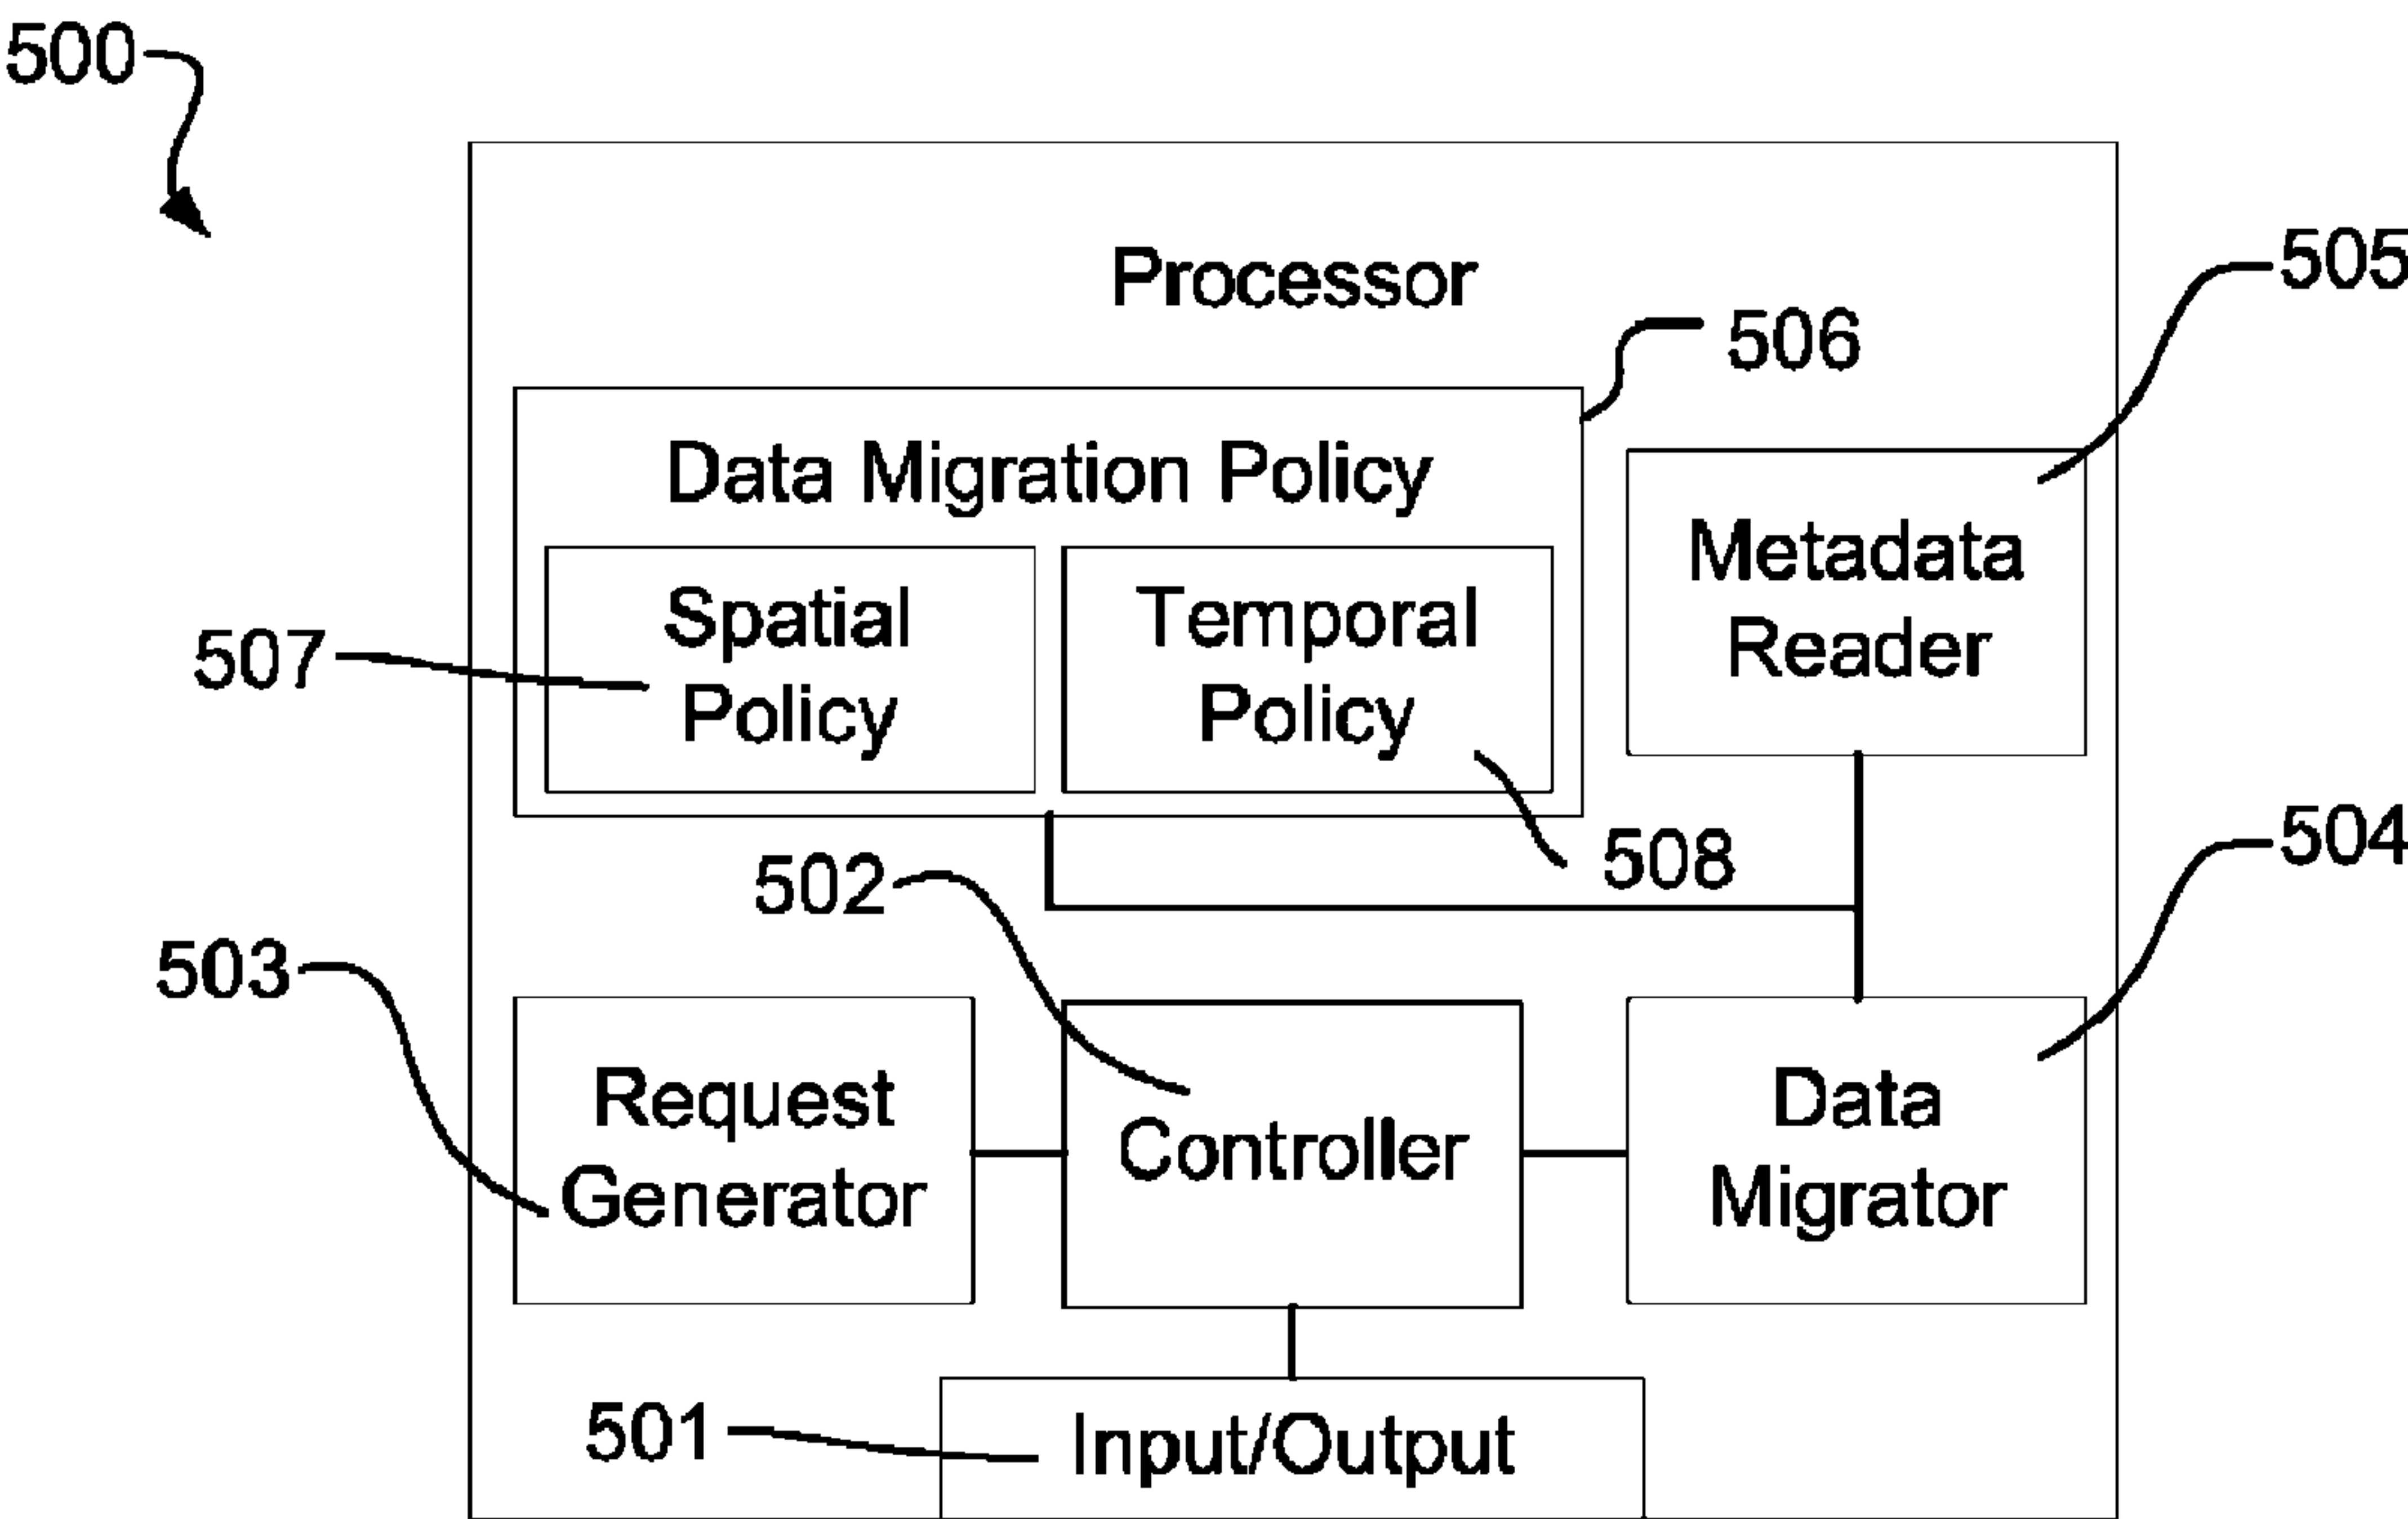 500
Processor
505
506
Data Migration Policy
Metadata
Reader
Spatial
Policy
Temporal
Policy
507
508
504
502
503
Request
Generator
Controller
Data
Migrator
501
Input/Output